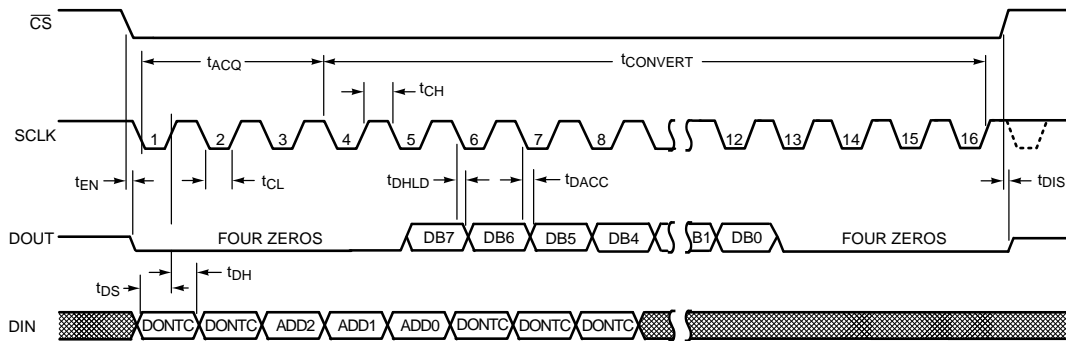 CS
tACQ tCONVERT
tCH
SCLK 1 2 3 4 5 6 7 8 12 13 14 15 16
tEN tCL tDHLD tDACC tDIS
DOUT FOUR ZEROS DB7 DB6 DB5 DB4 B1 DB0 FOUR ZEROS
tDH
tDS
DIN DONTC DONTC ADD2 ADD1 ADD0 DONTC DONTC DONTC